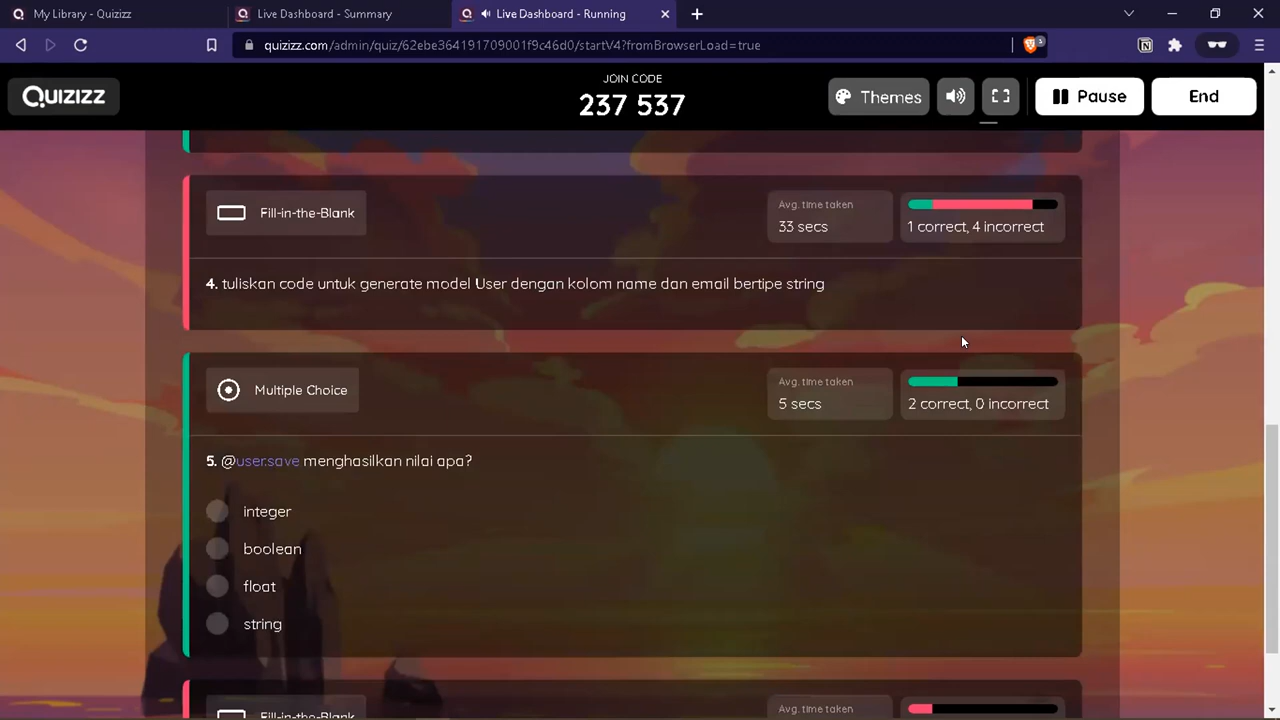 My Library - Quizizz
Live Dashboard - Summary
Live Dashboard - Running
quizizz.com/admin/quiz/62ebe364191709001f9c46d0/startV4?fromBrowserLoad=true
3
QUIZIZZ
JOIN CODE
237 537
Themes
Pause
End
Fill-in-the-Blank
Avg. time taken
33 secs
1 correct, 4 incorrect
4. tuliskan code untuk generate model User dengan kolom name dan email bertipe string
Multiple Choice
Avg. time taken
5 secs
2 correct, 0 incorrect
5. @user.save menghasilkan nilai apa?
integer
boolean
float
string
Fill-in-the-Blank
Avg. time taken